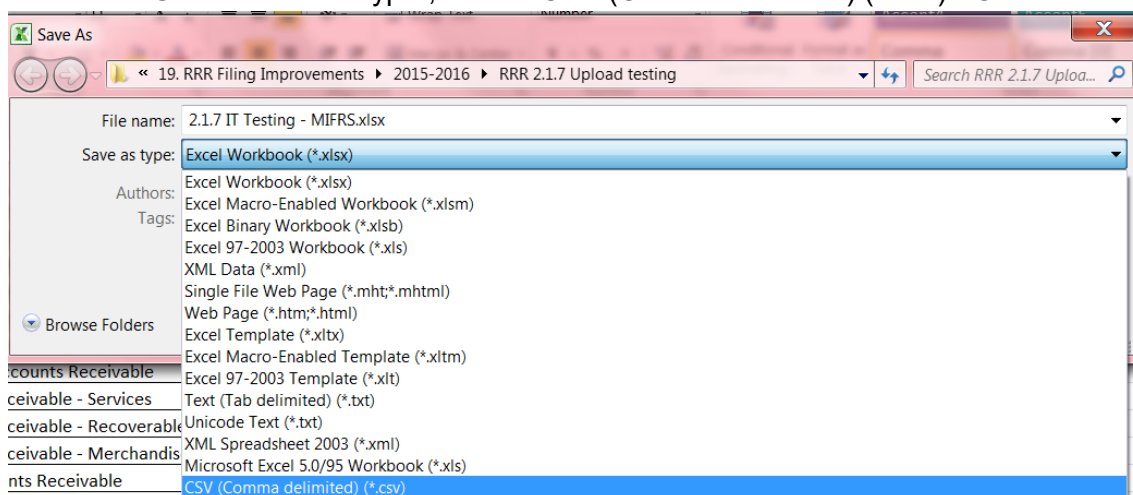 Save As
« 19. RRR Filing Improvements ▸ 2015-2016 ▸ RRR 2.1.7 Upload testing
Search RRR 2.1.7 Uploa...
File name: 2.1.7 IT Testing - MIFRS.xlsx
Save as type: Excel Workbook (*.xlsx)
Authors:
Tags:
Excel Workbook (*.xlsx)
Excel Macro-Enabled Workbook (*.xlsm)
Excel Binary Workbook (*.xlsb)
Excel 97-2003 Workbook (*.xls)
XML Data (*.xml)
Single File Web Page (*.mht;*.mhtml)
Web Page (*.htm;*.html)
Excel Template (*.xltx)
Excel Macro-Enabled Template (*.xltm)
Excel 97-2003 Template (*.xlt)
Text (Tab delimited) (*.txt)
Unicode Text (*.txt)
XML Spreadsheet 2003 (*.xml)
Microsoft Excel 5.0/95 Workbook (*.xls)
CSV (Comma delimited) (*.csv)
Browse Folders
ccounts Receivable
ceivable - Services
ceivable - Recoverable
ceivable - Merchandis
nts Receivable